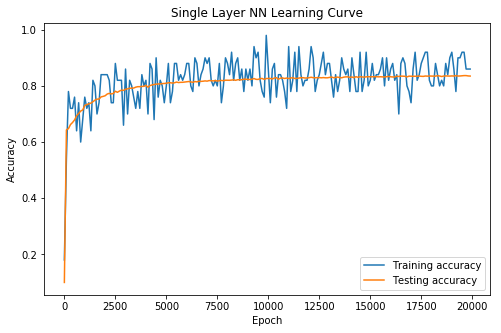 Single Layer NN Learning Curve
1.0
0.8
0.6
0.4
0.2
Accuracy
Training accuracy
Testing accuracy
0 2500 5000 7500 10000 12500 15000 17500 20000
Epoch